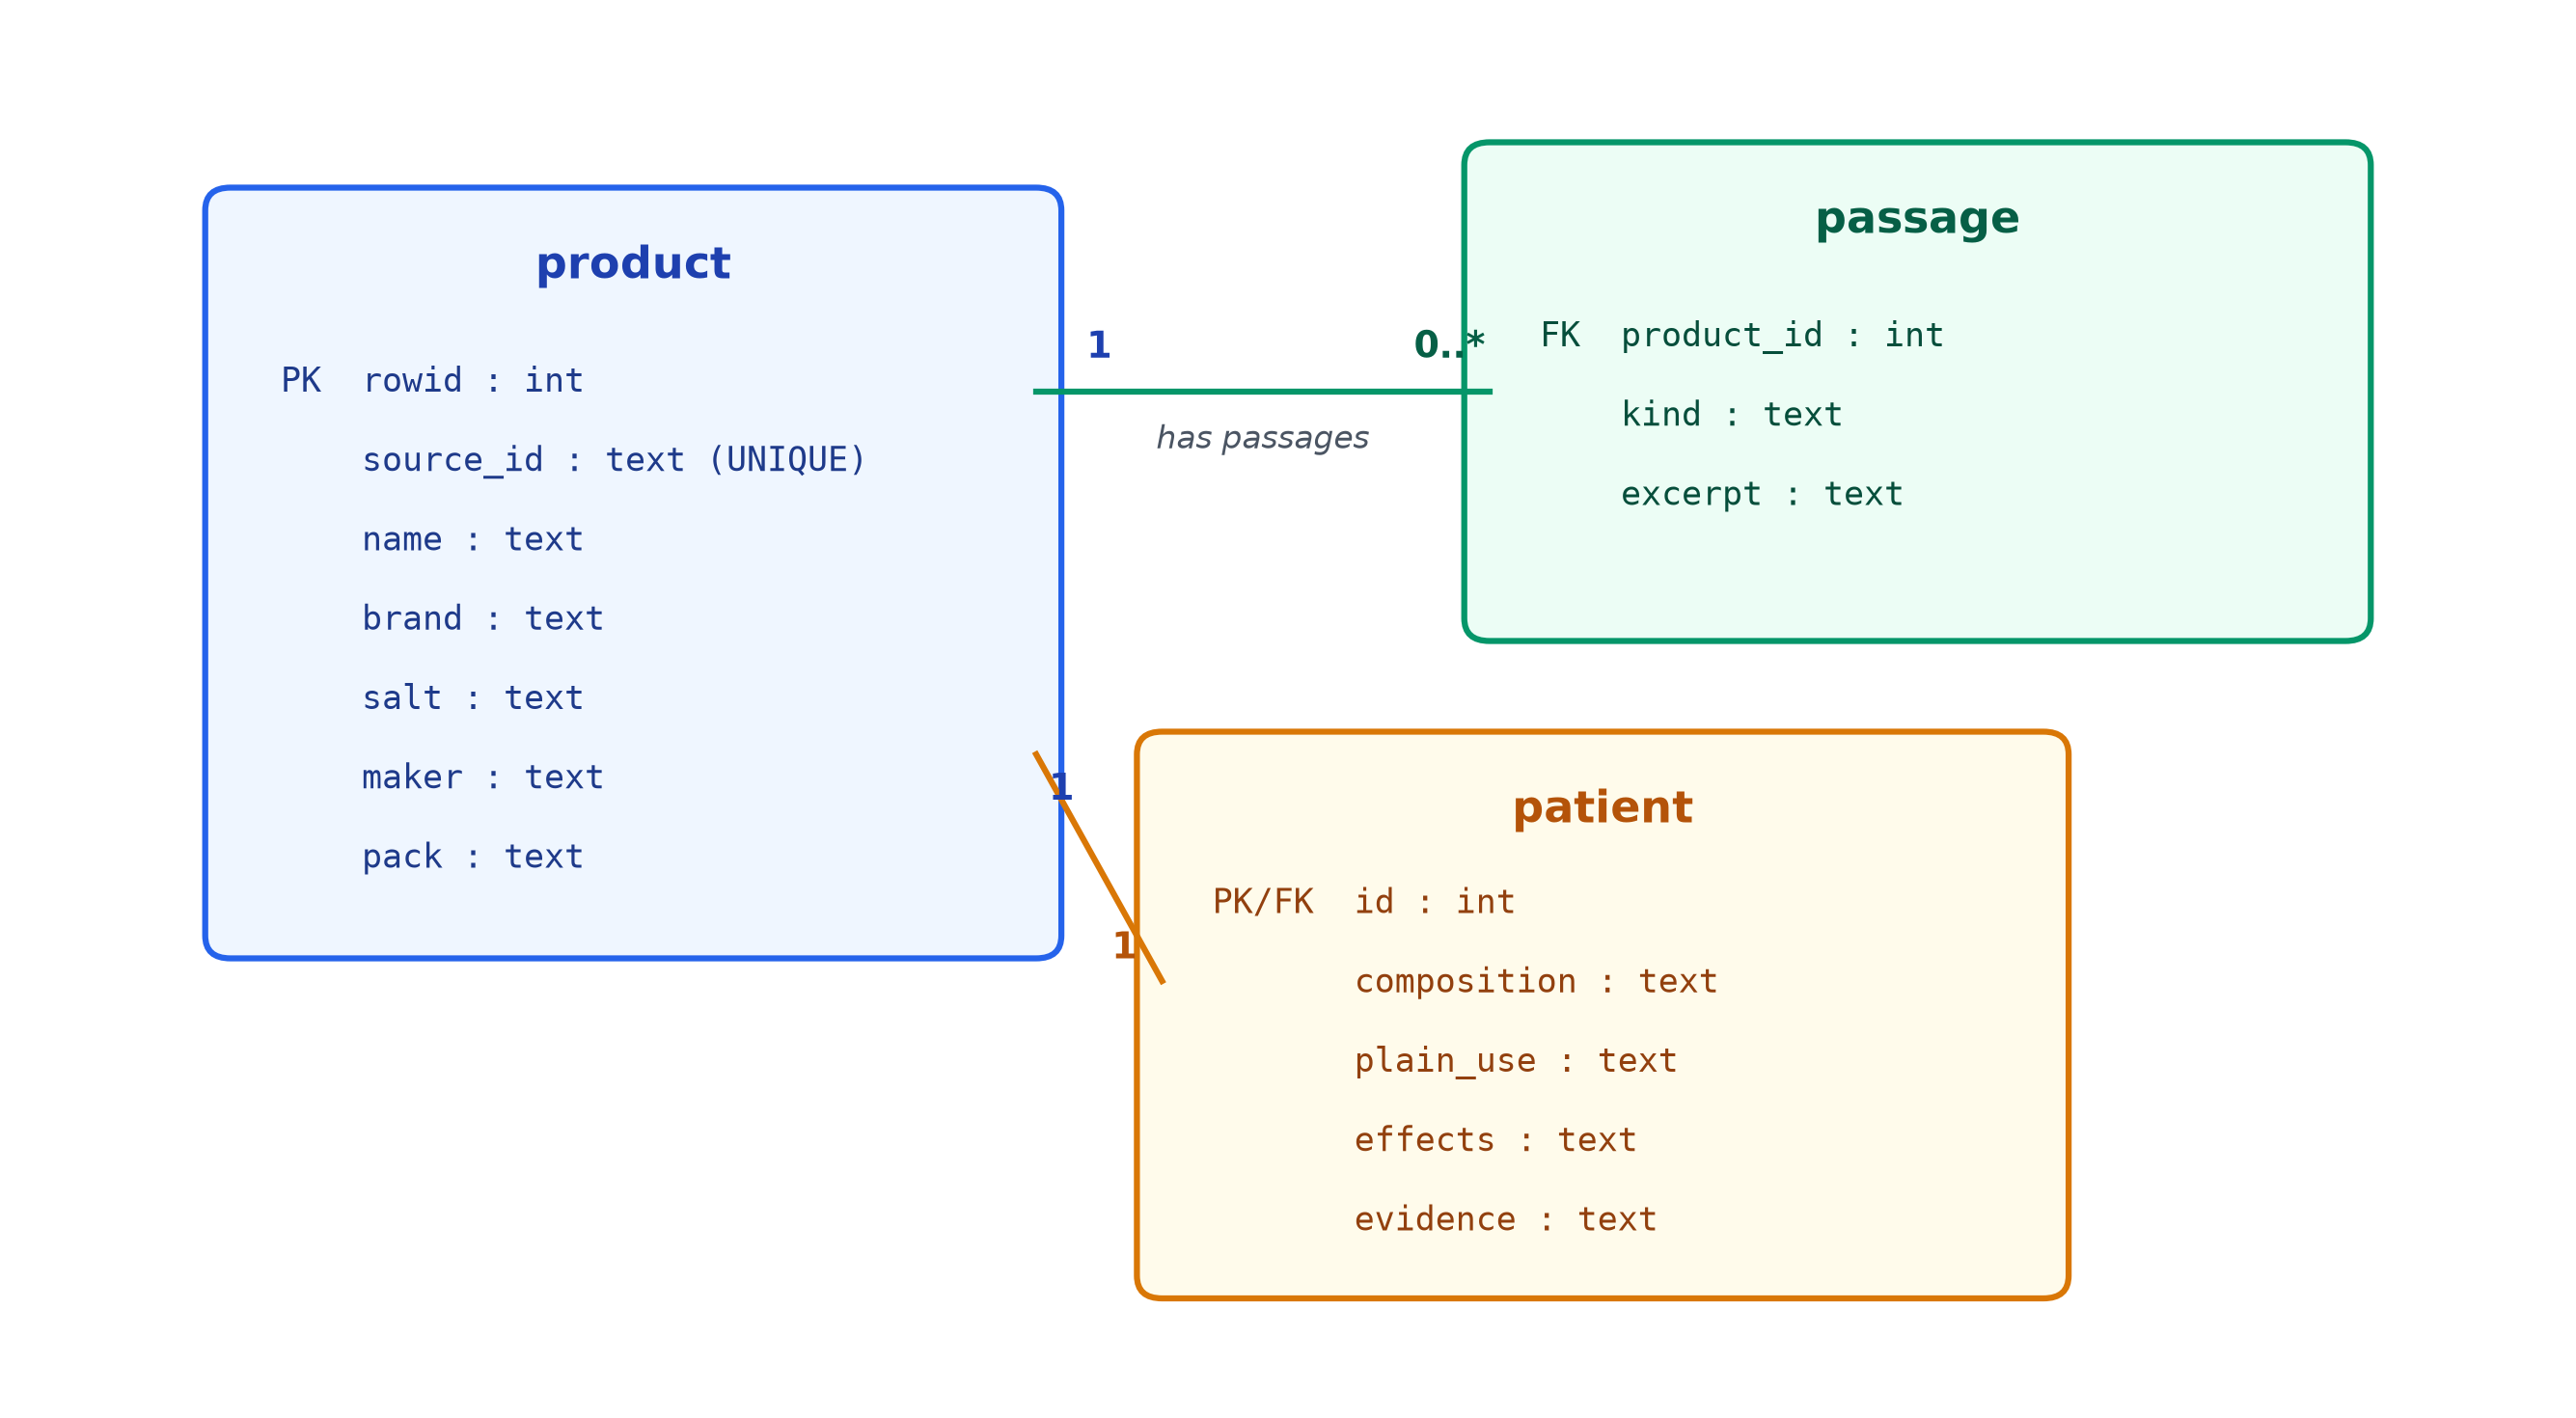 product
PK  rowid : int
source_id : text (UNIQUE)
name : text
brand : text
salt : text
maker : text
pack : text
1
0..*
has passages
passage
FK  product_id : int
kind : text
excerpt : text
1
1
patient
PK/FK  id : int
composition : text
plain_use : text
effects : text
evidence : text